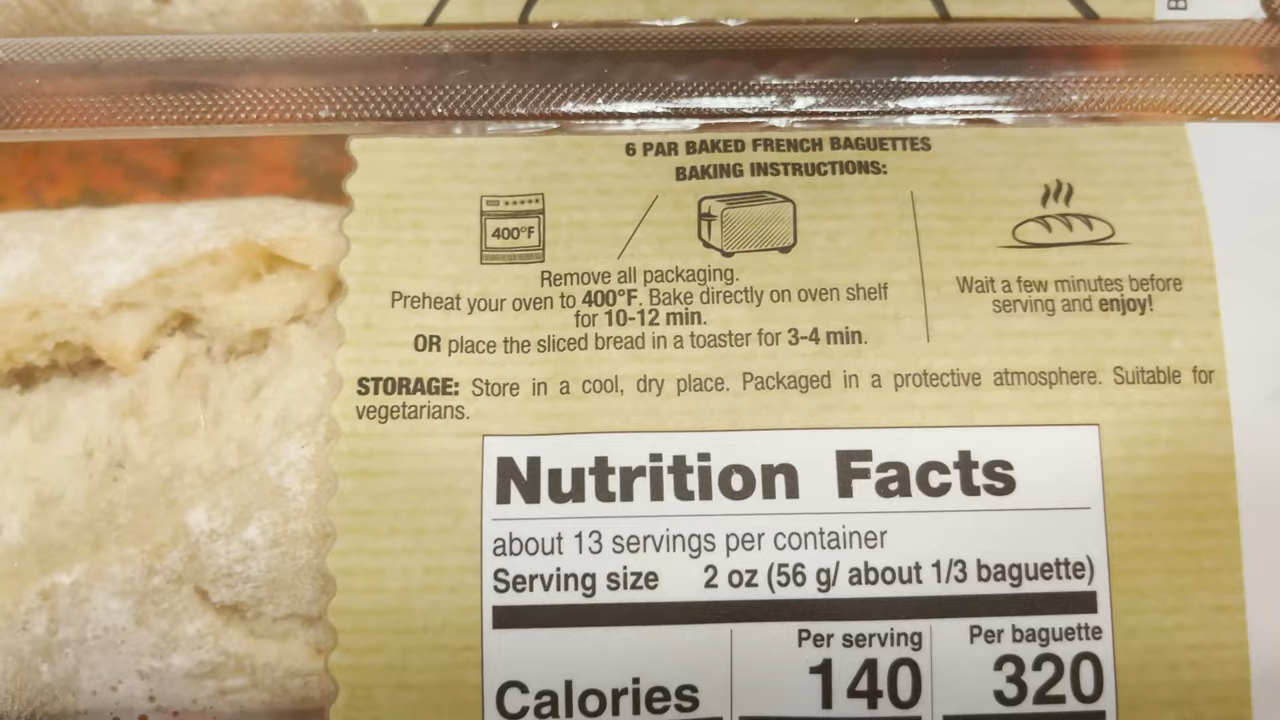 6 PAR BAKED FRENCH BAGUETTES
BAKING INSTRUCTIONS:
400°F
Remove all packaging.
Preheat your oven to 400°F. Bake directly on oven shelf
for 10-12 min.
OR place the sliced bread in a toaster for 3-4 min.
Wait a few minutes before
serving and enjoy!
STORAGE: Store in a cool, dry place. Packaged in a protective atmosphere. Suitable for
vegetarians.
Nutrition Facts
about 13 servings per container
Serving size 2 oz (56 g/ about 1/3 baguette)
Per serving Per baguette
Calories 140 320